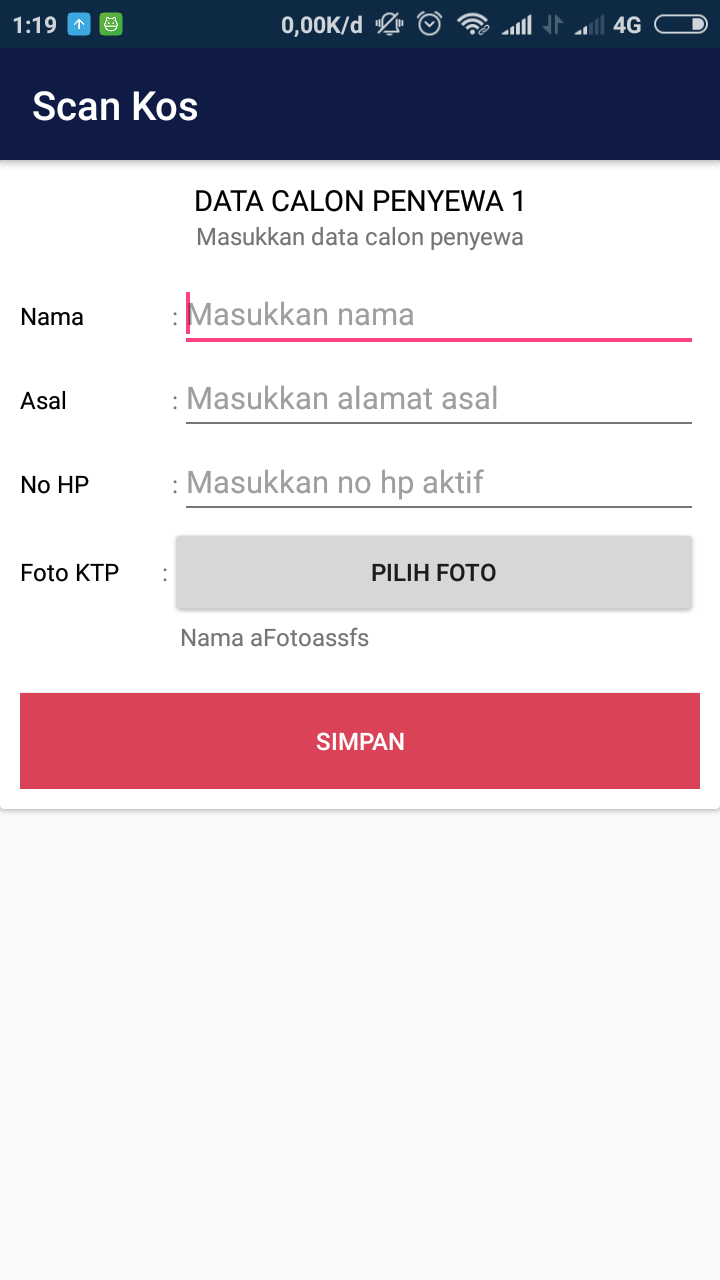 1:19 0,00K/d 4G
Scan Kos
DATA CALON PENYEWA 1
Masukkan data calon penyewa
Nama : Masukkan nama
Asal : Masukkan alamat asal
No HP : Masukkan no hp aktif
Foto KTP : PILIH FOTO
Nama aFotoassfs
SIMPAN